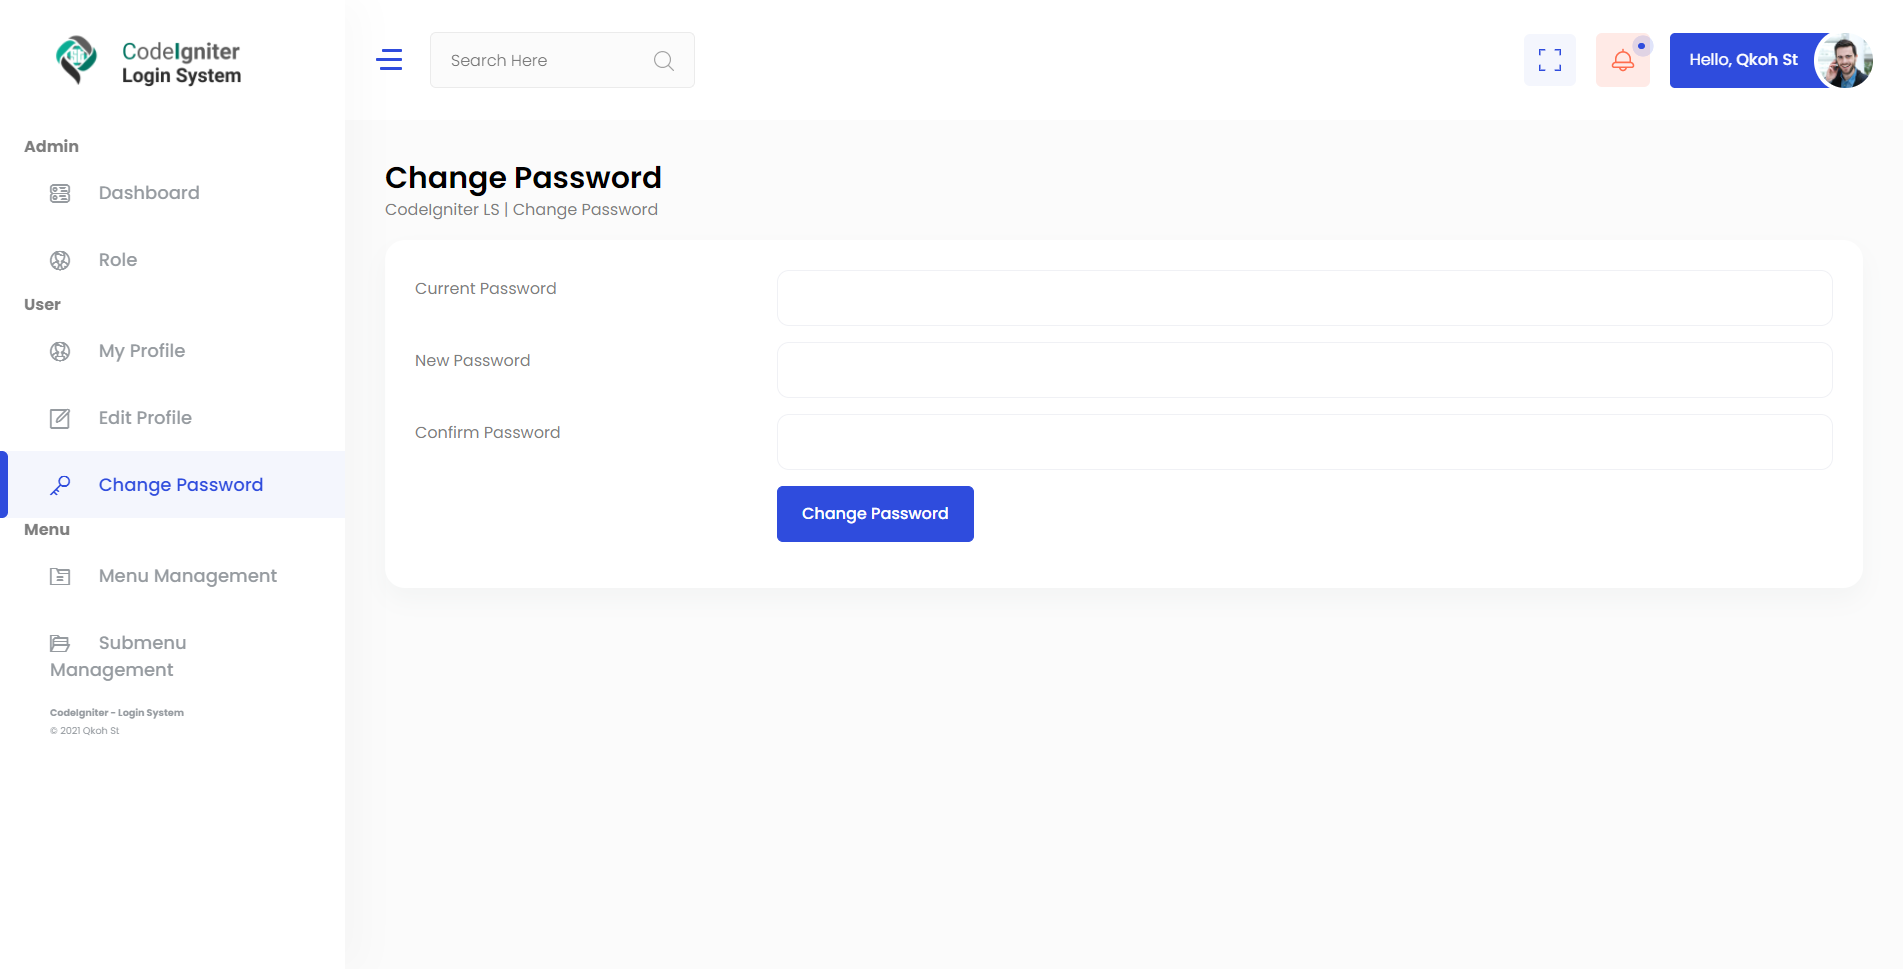 CodeIgniter
Login System
Search Here
Hello, Qkoh St
Admin
Dashboard
Role
User
My Profile
Edit Profile
Change Password
Menu
Menu Management
Submenu
Management
CodeIgniter - Login System
© 2021 Qkoh St
Change Password
CodeIgniter LS | Change Password
Current Password
New Password
Confirm Password
Change Password